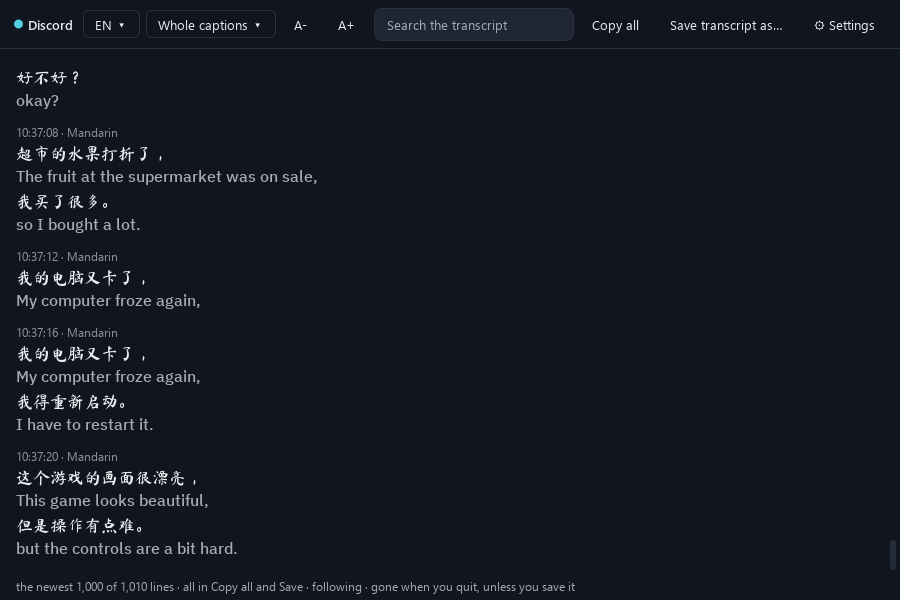 Discord EN ▾ Whole captions ▾ A- A+ Search the transcript Copy all Save transcript as... ⚙ Settings
好不好？
okay?
10:37:08 · Mandarin
超市的水果打折了，
The fruit at the supermarket was on sale,
我买了很多。
so I bought a lot.
10:37:12 · Mandarin
我的电脑又卡了，
My computer froze again,
10:37:16 · Mandarin
我的电脑又卡了，
My computer froze again,
我得重新启动。
I have to restart it.
10:37:20 · Mandarin
这个游戏的画面很漂亮，
This game looks beautiful,
但是操作有点难。
but the controls are a bit hard.
the newest 1,000 of 1,010 lines · all in Copy all and Save · following · gone when you quit, unless you save it